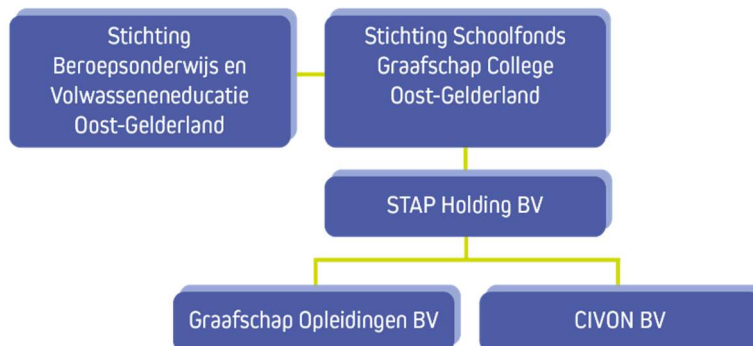 Stichting
Beroepsonderwijs en
Volwasseneneducatie
Oost-Gelderland
Stichting Schoolfonds
Graafschap College
Oost-Gelderland
STAP Holding BV
Graafschap Opleidingen BV
CIVON BV